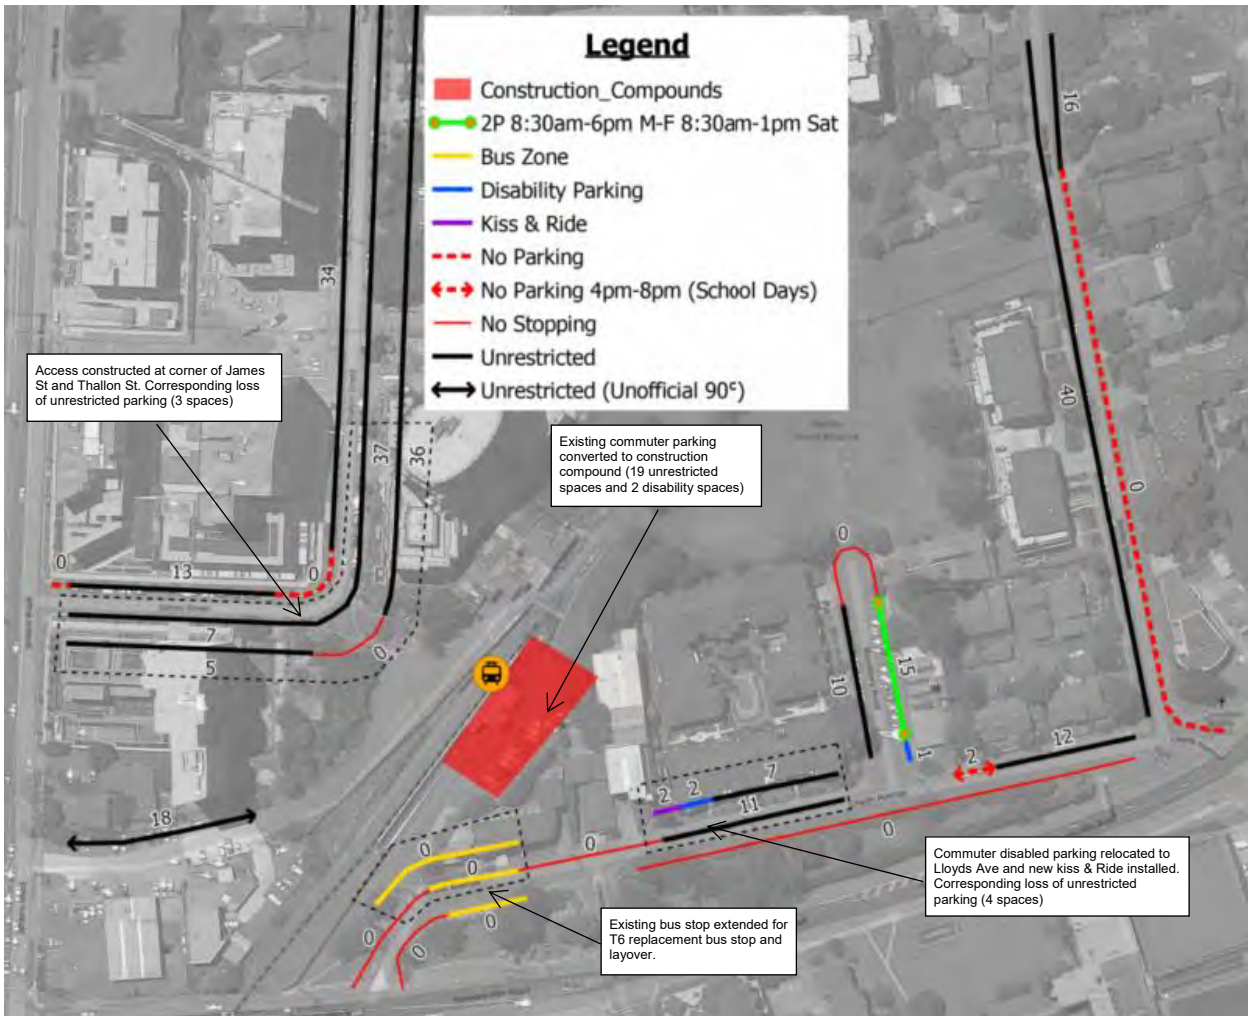 Legend
Construction_Compounds
2P 8:30am-6pm M-F 8:30am-1pm Sat
Bus Zone
Disability Parking
Kiss & Ride
No Parking
No Parking 4pm-8pm (School Days)
No Stopping
Unrestricted
Unrestricted (Unofficial 90°)
16
34
Access constructed at corner of James
St and Thallon St. Corresponding loss
of unrestricted parking (3 spaces)
Existing commuter parking
converted to construction
compound (19 unrestricted
spaces and 2 disability spaces)
37
36
40
0
0
13
0
0
7
5
0
15
10
1
2
12
2
2
7
11
0
18
0
0
0
0
0
0
Commuter disabled parking relocated to
Lloyds Ave and new kiss & Ride installed.
Corresponding loss of unrestricted
parking (4 spaces)
Existing bus stop extended for
T6 replacement bus stop and
layover.